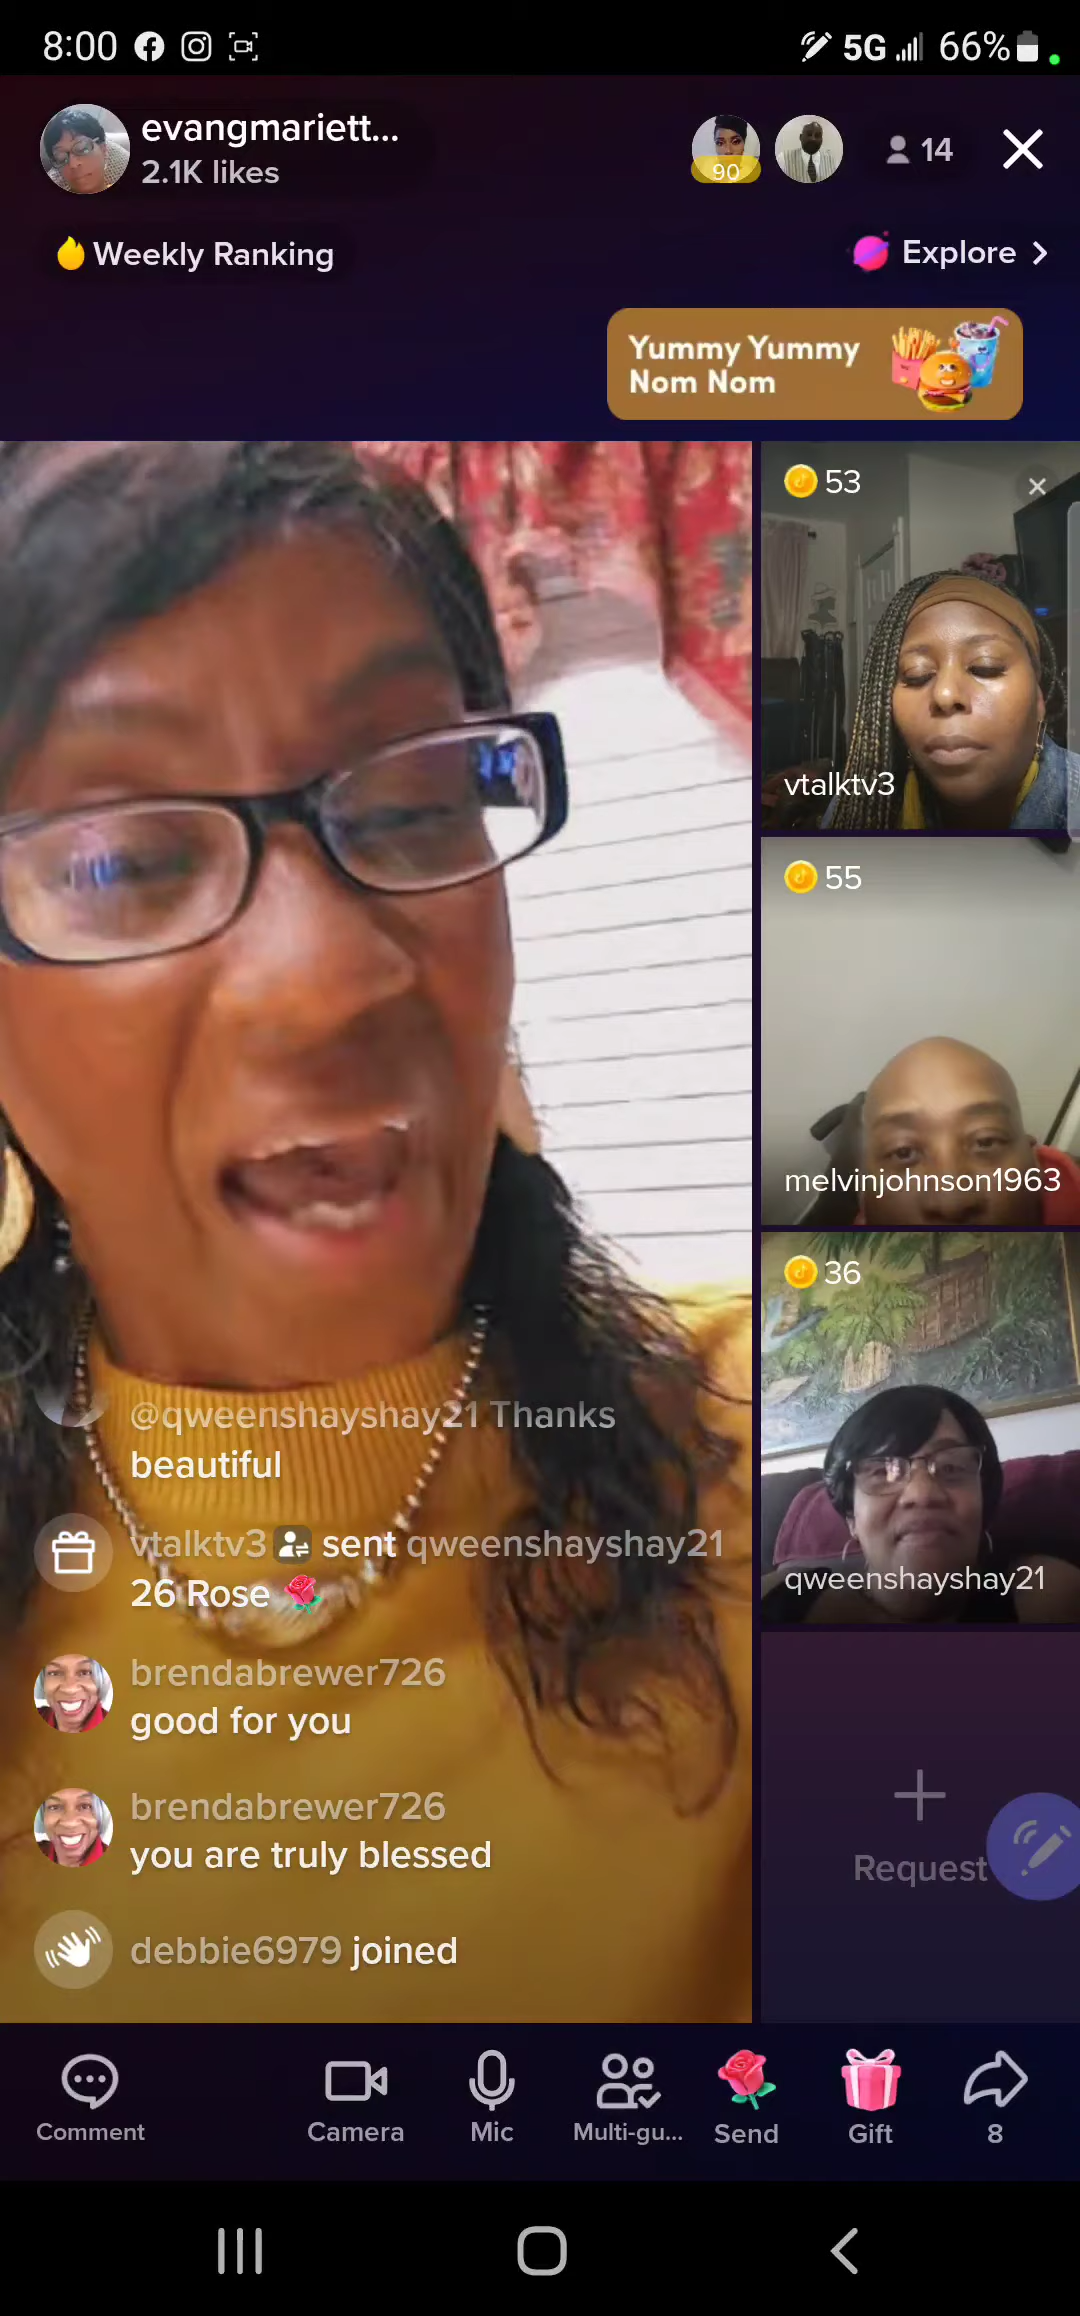 8:00
5G 66%
evangmariett...
2.1K likes
90
14
Weekly Ranking
Explore >
Yummy Yummy
Nom Nom
53
vtalktv3
55
melvinjohnson1963
36
qweenshayshay21
@qweenshayshay21 Thanks
beautiful
vtalktv3 sent qweenshayshay21
26 Rose
brendabrewer726
good for you
brendabrewer726
you are truly blessed
debbie6979 joined
Request
Comment
Camera
Mic
Multi-gu...
Send
Gift
8